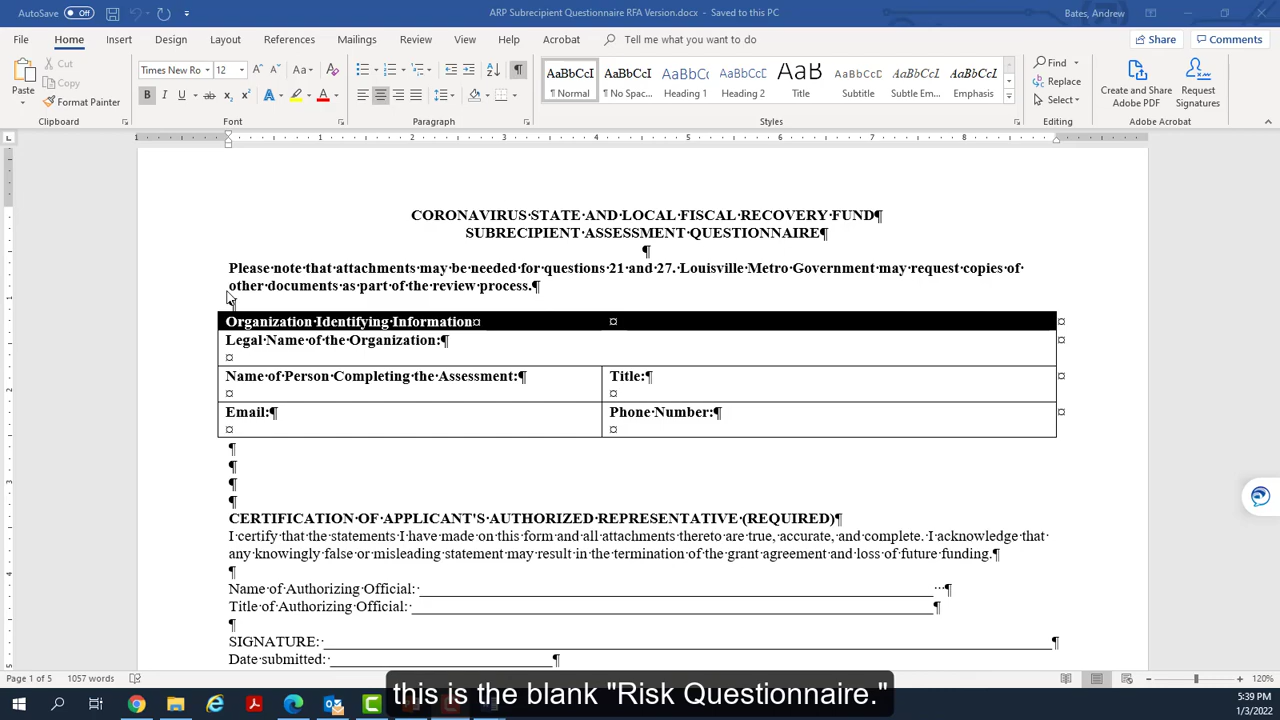 AutoSave Off ARP Subrecipient Questionnaire RFA Version.docx - Saved to this PC Bates, Andrew
File Home Insert Design Layout References Mailings Review View Help Acrobat Tell me what you want to do Share Comments
Paste Cut Copy Format Painter
Times New Ro 12
AaBbCcI AaBbCcI AaBbCcI AaBbCcI AaB AaBbCcI AaBbCcI AaBbCcI
¶ Normal ¶ No Spac... Heading 1 Heading 2 Title Subtitle Subtle Em... Emphasis
Find Replace Select
Create and Share Adobe PDF Request Signatures
Clipboard Font Paragraph Styles Editing Adobe Acrobat
CORONAVIRUS·STATE·AND·LOCAL·FISCAL·RECOVERY·FUND¶
SUBRECIPIENT·ASSESSMENT·QUESTIONNAIRE¶
¶
Please·note·that·attachments·may·be·needed·for·questions·21·and·27.·Louisville·Metro·Government·may·request·copies·of·
other·documents·as·part·of·the·review·process.¶
¶
Organization·Identifying·Information¤ ¤ ¤
Legal·Name·of·the·Organization:¶ ¤
¤
Name·of·Person·Completing·the·Assessment:¶ Title:¶ ¤
¤ ¤
Email:¶ Phone·Number:¶ ¤
¤ ¤
¶
¶
¶
¶
CERTIFICATION·OF·APPLICANT'S·AUTHORIZED·REPRESENTATIVE·(REQUIRED)¶
I·certify·that·the·statements·I·have·made·on·this·form·and·all·attachments·thereto·are·true,·accurate,·and·complete.·I·acknowledge·that·
any·knowingly·false·or·misleading·statement·may·result·in·the·termination·of·the·grant·agreement·and·loss·of·future·funding.¶
¶
Name·of·Authorizing·Official:·____________________···¶
Title·of·Authorizing·Official:·____________________¶
¶
SIGNATURE:·____________________¶
Date·submitted:·____________________¶
Page 1 of 5 1057 words 120%
this is the blank "Risk Questionnaire."
5:39 PM
1/3/2022